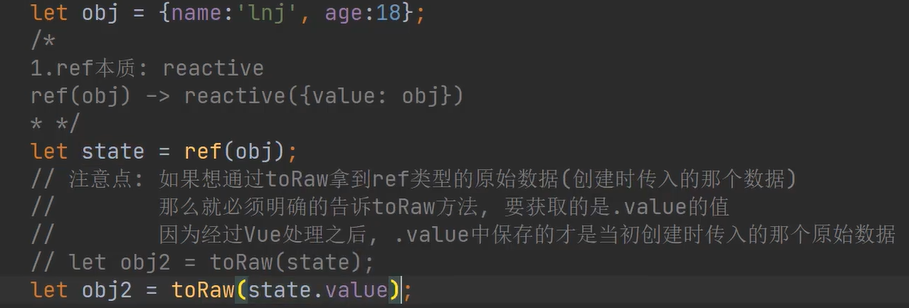 let obj = {name:'lnj', age:18};
/*
1.ref本质: reactive
ref(obj) -> reactive({value: obj})
* */
let state = ref(obj);
// 注意点: 如果想通过toRaw拿到ref类型的原始数据(创建时传入的那个数据)
// 那么就必须明确的告诉toRaw方法, 要获取的是.value的值
// 因为经过Vue处理之后, .value中保存的才是当初创建时传入的那个原始数据
// let obj2 = toRaw(state);
let obj2 = toRaw(state.value);